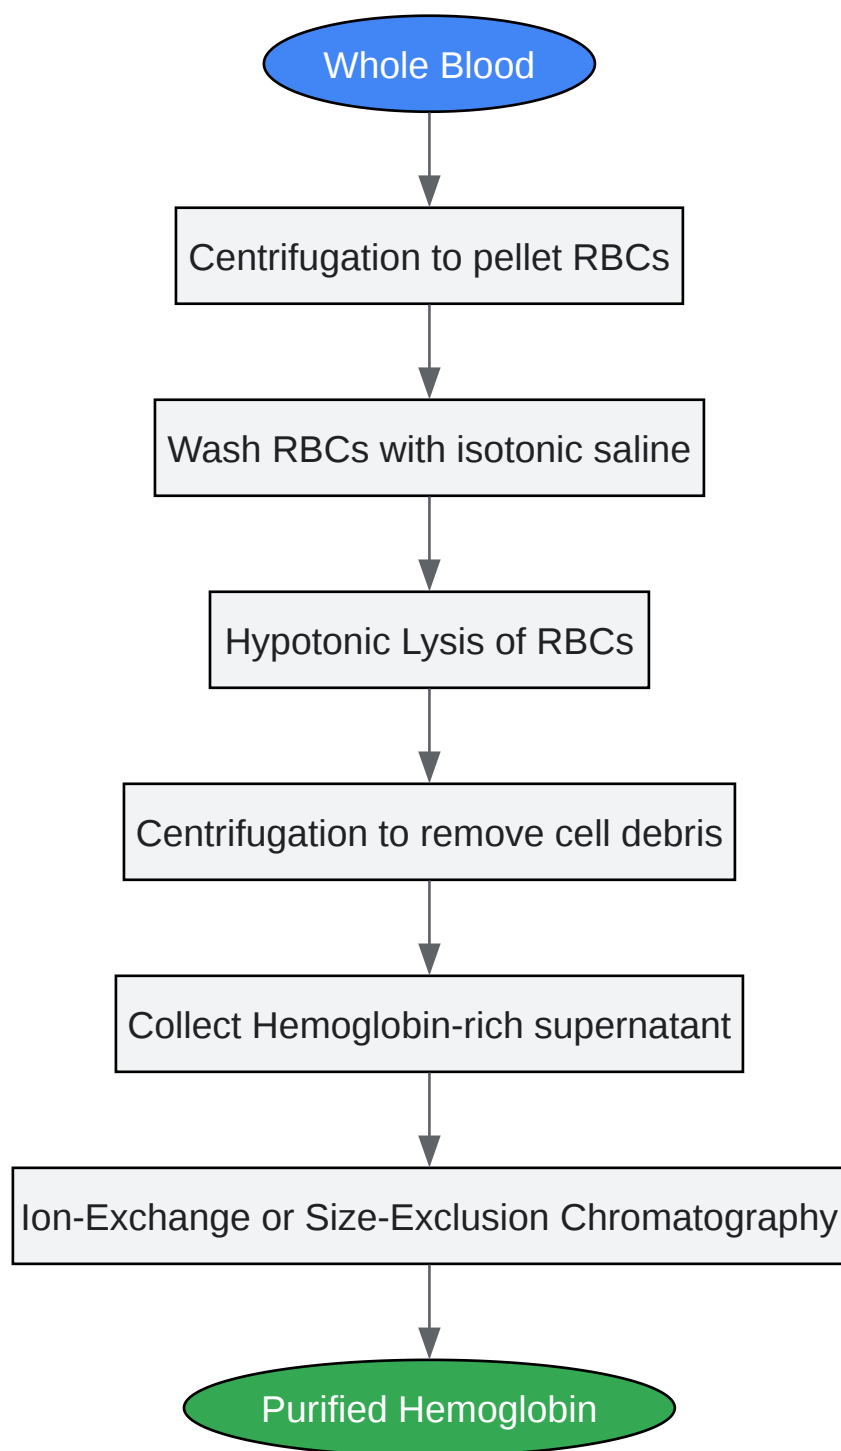 Whole Blood
Centrifugation to pellet RBCs
Wash RBCs with isotonic saline
Hypotonic Lysis of RBCs
Centrifugation to remove cell debris
Collect Hemoglobin-rich supernatant
Ion-Exchange or Size-Exclusion Chromatography
Purified Hemoglobin